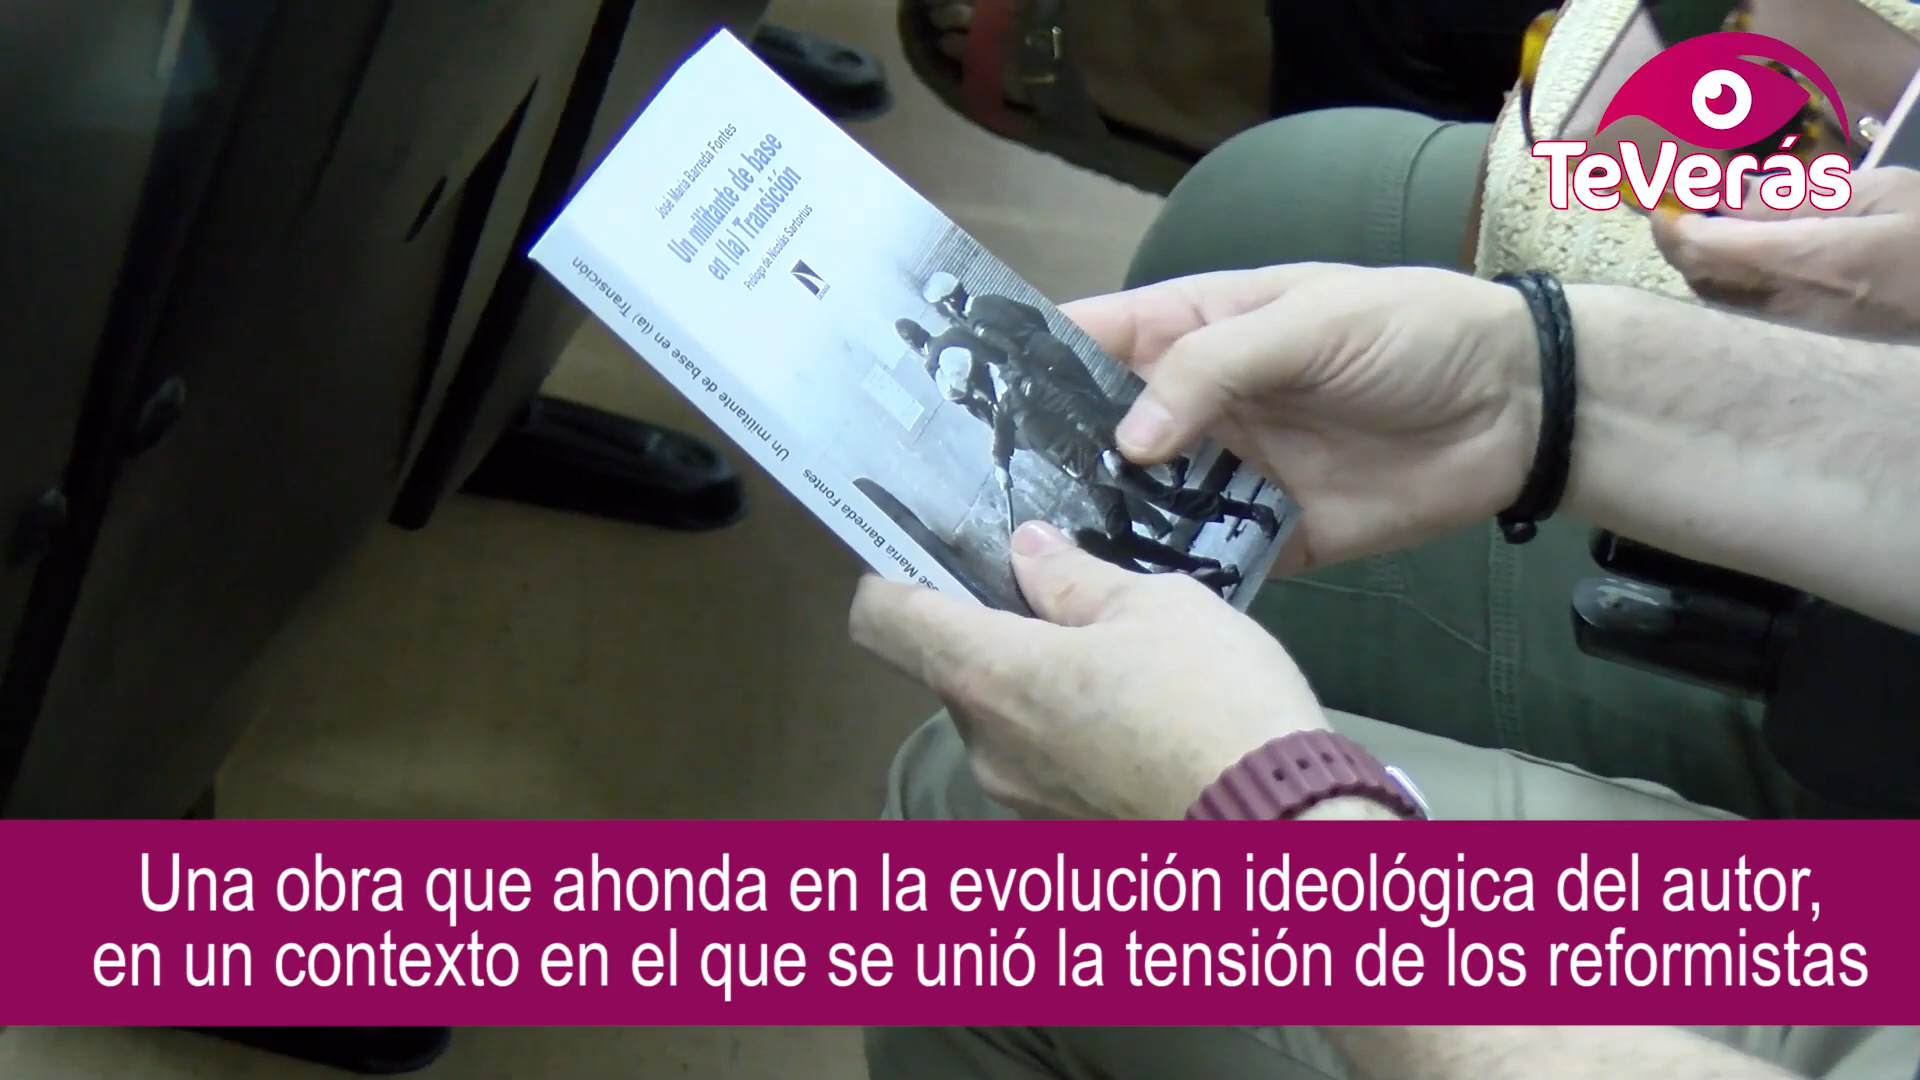 TeVerás
José María Barreda Fontes
Un militante de base
en (la) Transición
Prólogo de Nicolás Sartorius
Un militante de base en (la) Transición
José María Barreda Fontes
Una obra que ahonda en la evolución ideológica del autor,
en un contexto en el que se unió la tensión de los reformistas